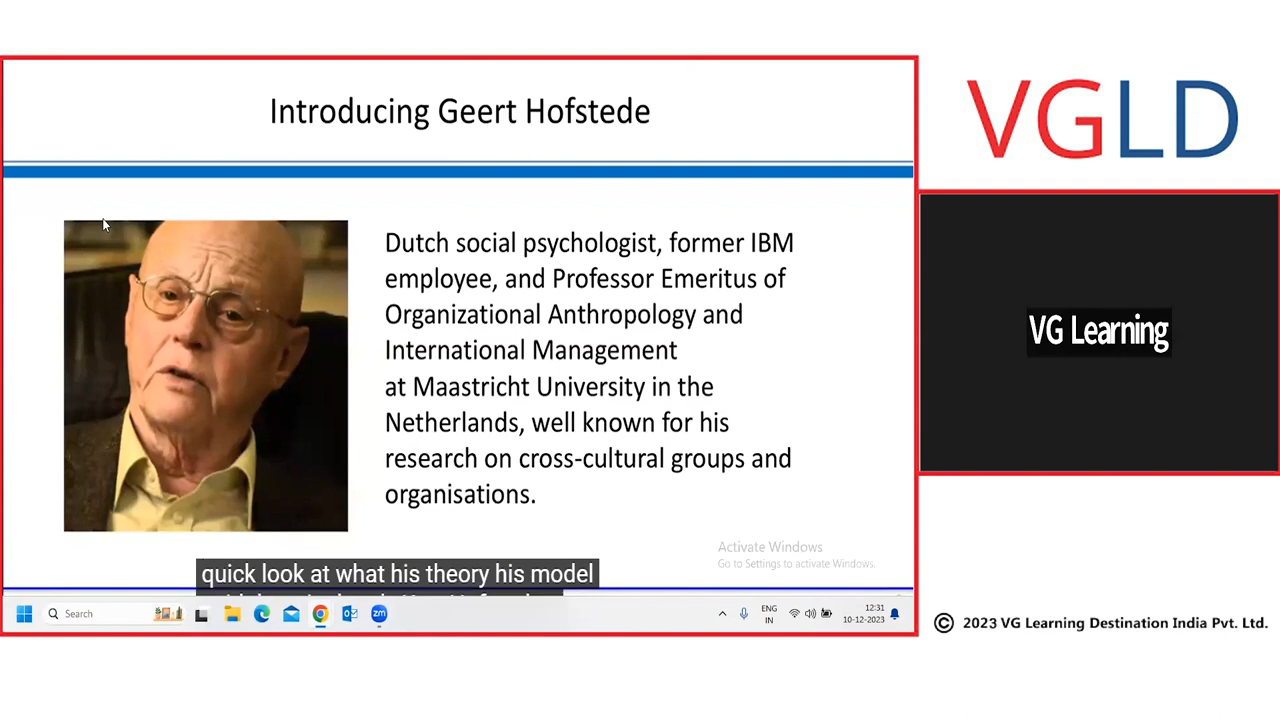 Introducing Geert Hofstede
Dutch social psychologist, former IBM
employee, and Professor Emeritus of
Organizational Anthropology and
International Management
at Maastricht University in the
Netherlands, well known for his
research on cross-cultural groups and
organisations.
Activate Windows
Go to Settings to activate Windows.
quick look at what his theory his model
Search
zm
ENG
IN
12:31
10-12-2023
VGLD
VG Learning
© 2023 VG Learning Destination India Pvt. Ltd.